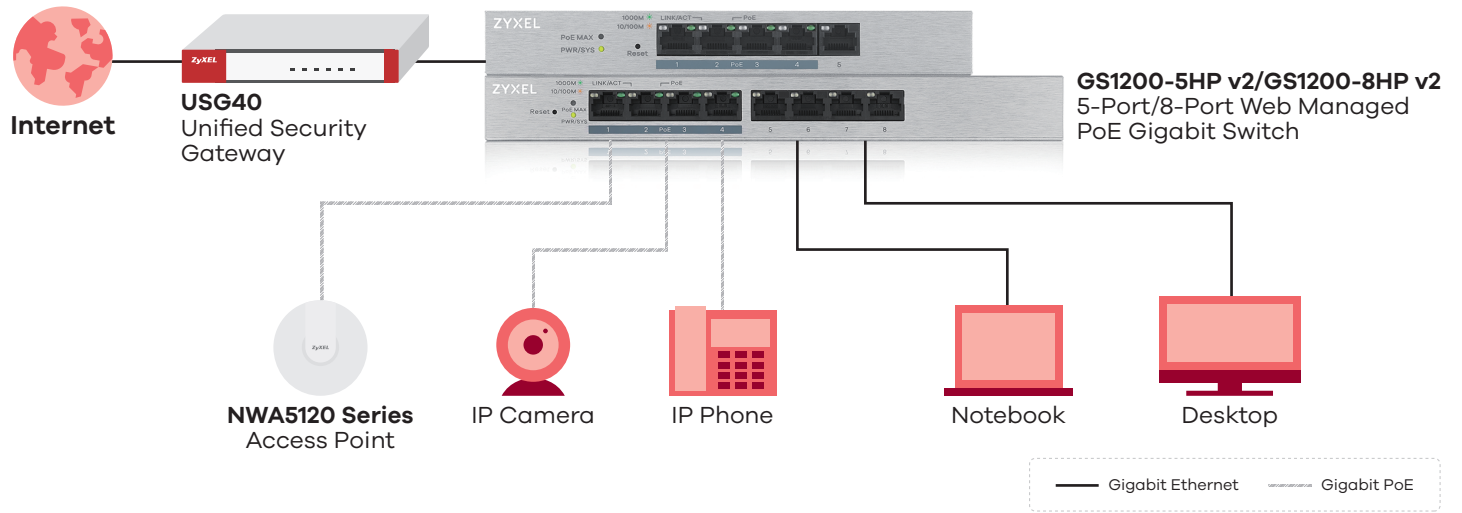 Internet
ZyXEL
USG40
Unified Security
Gateway
ZYXEL
1000M
10/100M
LINK/ACT
PoE
PoE MAX
PWR/SYS
Reset
1 2 PoE 3 4 5
ZYXEL
1000M
10/100M
LINK/ACT
PoE
Reset
PoE MAX
PWR/SYS
1 2 PoE 3 4 5 6 7 8
GS1200-5HP v2/GS1200-8HP v2
5-Port/8-Port Web Managed
PoE Gigabit Switch
ZyXEL
NWA5120 Series
Access Point
IP Camera
IP Phone
Notebook
Desktop
Gigabit Ethernet
Gigabit PoE